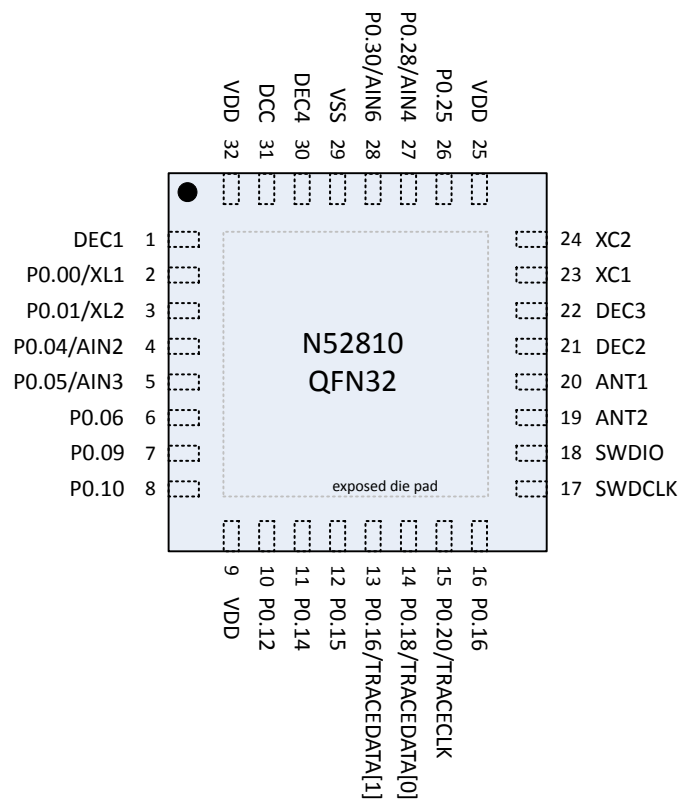 VDD 32
DCC 31
DEC4 30
VSS 29
P0.30/AIN6 28
P0.28/AIN4 27
P0.25 26
VDD 25
DEC1 1
P0.00/XL1 2
P0.01/XL2 3
P0.04/AIN2 4
P0.05/AIN3 5
P0.06 6
P0.09 7
P0.10 8
N52810
QFN32
exposed die pad
24 XC2
23 XC1
22 DEC3
21 DEC2
20 ANT1
19 ANT2
18 SWDIO
17 SWDCLK
9 VDD
10 P0.12
11 P0.14
12 P0.15
13 P0.16/TRACEDATA[1]
14 P0.18/TRACEDATA[0]
15 P0.20/TRACECLK
16 P0.16